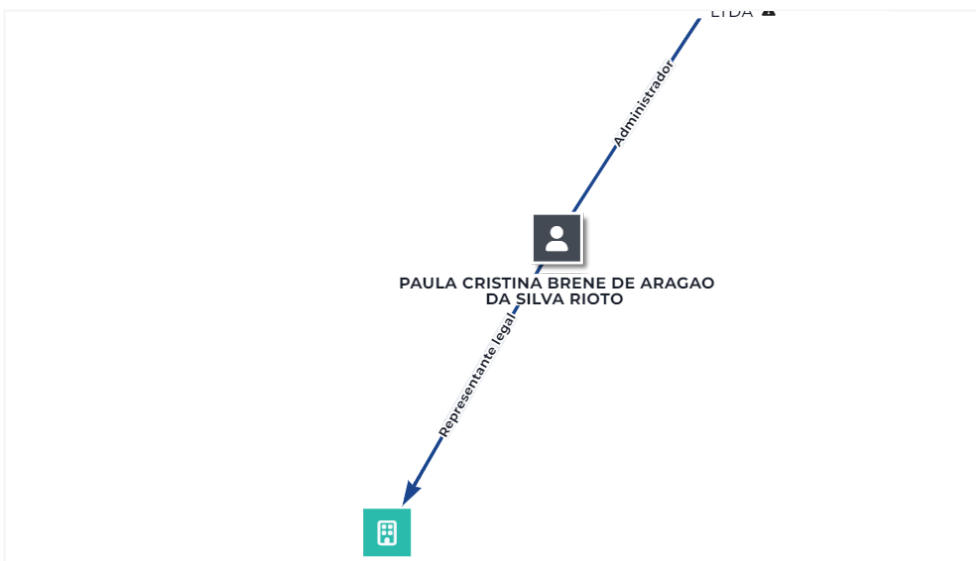 LTDA
Administrador
PAULA CRISTINA BRENE DE ARAGAO
DA SILVA RIOTO
Representante legal